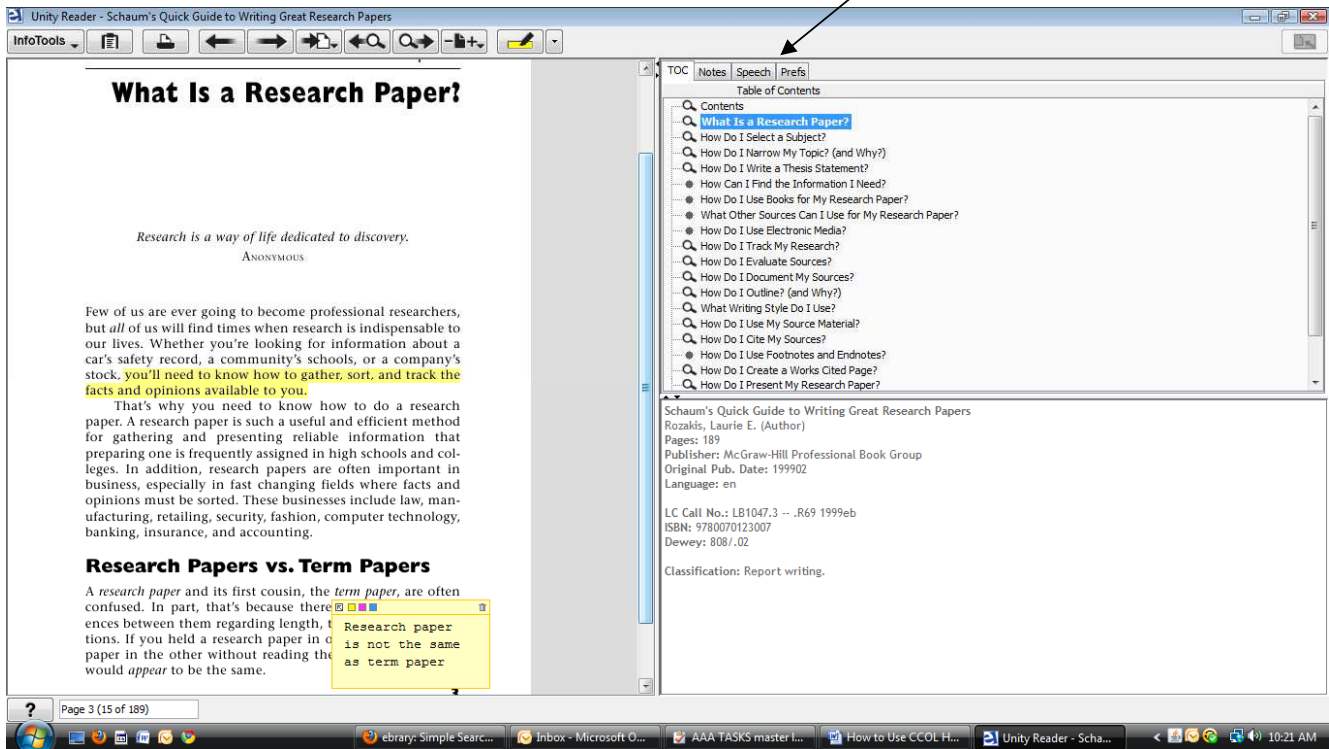 Unity Reader - Schaum's Quick Guide to Writing Great Research Papers
InfoTools
What Is a Research Paper?
Research is a way of life dedicated to discovery.
ANONYMOUS
Few of us are ever going to become professional researchers,
but all of us will find times when research is indispensable to
our lives. Whether you're looking for information about a
car's safety record, a community's schools, or a company's
stock, you'll need to know how to gather, sort, and track the
facts and opinions available to you.
That's why you need to know how to do a research
paper. A research paper is such a useful and efficient method
for gathering and presenting reliable information that
preparing one is frequently assigned in high schools and col-
leges. In addition, research papers are often important in
business, especially in fast changing fields where facts and
opinions must be sorted. These businesses include law, man-
ufacturing, retailing, security, fashion, computer technology,
banking, insurance, and accounting.
Research Papers vs. Term Papers
A research paper and its first cousin, the term paper, are often
confused. In part, that's because there
ences between them regarding length, t
tions. If you held a research paper in o
paper in the other without reading the
would appear to be the same.
3
Research paper
is not the same
as term paper
TOC Notes Speech Prefs
Table of Contents
Contents
What Is a Research Paper?
How Do I Select a Subject?
How Do I Narrow My Topic? (and Why?)
How Do I Write a Thesis Statement?
How Can I Find the Information I Need?
How Do I Use Books for My Research Paper?
What Other Sources Can I Use for My Research Paper?
How Do I Use Electronic Media?
How Do I Track My Research?
How Do I Evaluate Sources?
How Do I Document My Sources?
How Do I Outline? (and Why?)
What Writing Style Do I Use?
How Do I Use My Source Material?
How Do I Cite My Sources?
How Do I Use Footnotes and Endnotes?
How Do I Create a Works Cited Page?
How Do I Present My Research Paper?
Schaum's Quick Guide to Writing Great Research Papers
Rozakis, Laurie E. (Author)
Pages: 189
Publisher: McGraw-Hill Professional Book Group
Original Pub. Date: 199902
Language: en
LC Call No.: LB1047.3 -- .R69 1999eb
ISBN: 9780070123007
Dewey: 808/.02
Classification: Report writing.
? Page 3 (15 of 189)
ebrary: Simple Searc... Inbox - Microsoft O... AAA TASKS master l... How to Use CCOL H... Unity Reader - Scha... 10:21 AM